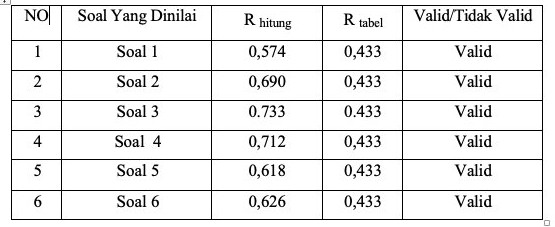 NO Soal Yang Dinilai R hitung R tabel Valid/Tidak Valid
1 Soal 1 0,574 0,433 Valid
2 Soal 2 0,690 0,433 Valid
3 Soal 3 0.733 0.433 Valid
4 Soal 4 0,712 0,433 Valid
5 Soal 5 0,618 0,433 Valid
6 Soal 6 0,626 0,433 Valid